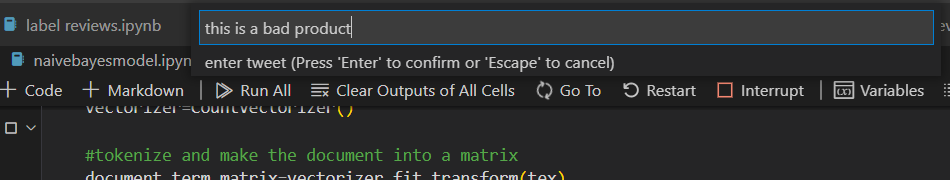 label reviews.ipynb
this is a bad product
enter tweet (Press 'Enter' to confirm or 'Escape' to cancel)
naivebayesmodel.ipyn
+ Code + Markdown Run All Clear Outputs of All Cells Go To Restart Interrupt Variables
vectorizer=CountVectorizer()
#tokenize and make the document into a matrix
document_term_matrix=vectorizer.fit_transform(tex)